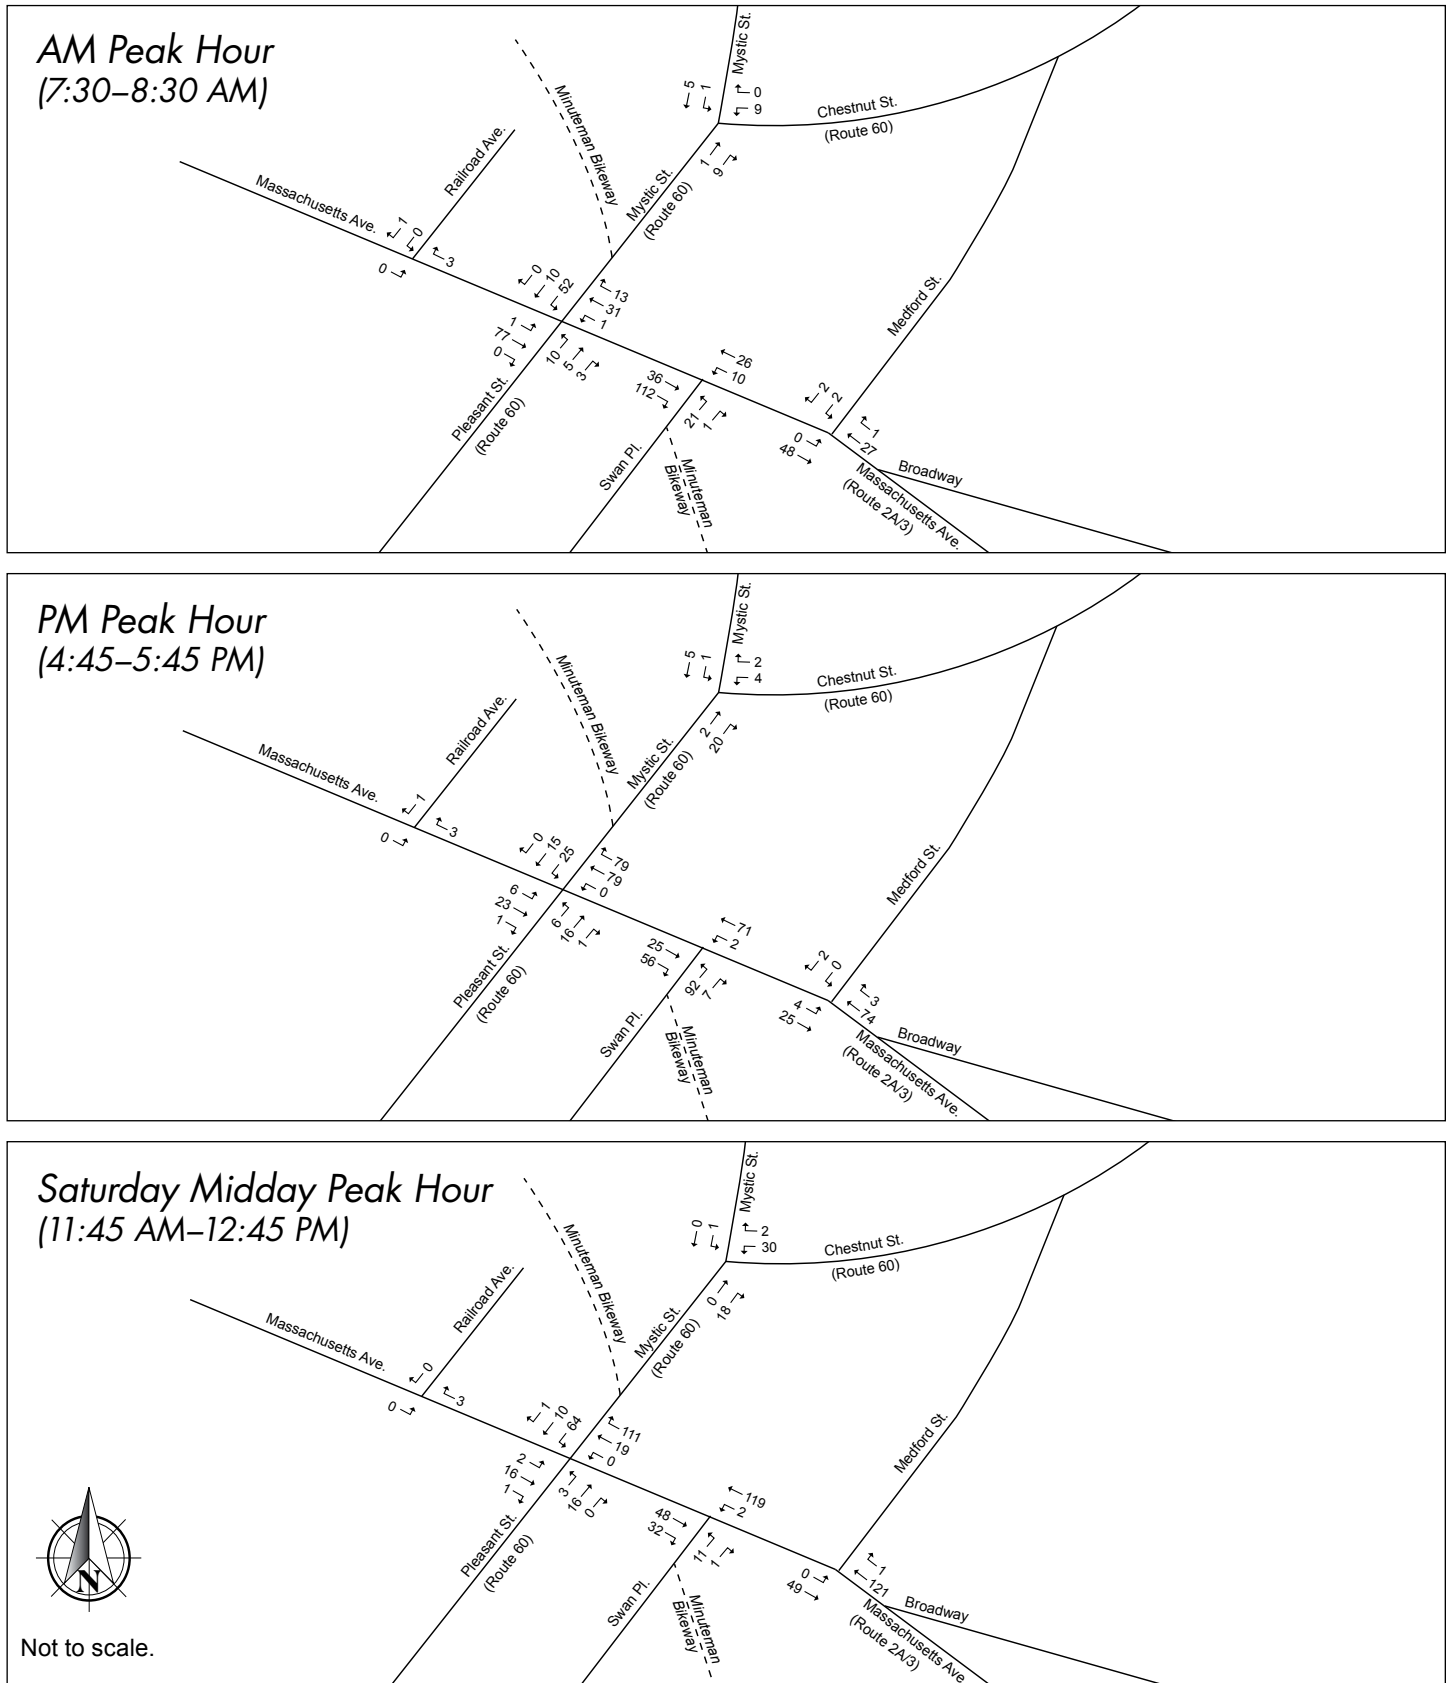 AM Peak Hour
(7:30–8:30 AM)
Mystic St.
5
1
0
9
Chestnut St.
(Route 60)
1
9
Minuteman Bikeway
Mystic St.
(Route 60)
Railroad Ave.
Massachusetts Ave.
1
0
3
0
0
10
52
13
31
1
1
77
0
10
5
3
Pleasant St.
(Route 60)
26
10
36
112
21
1
Swan Pl.
Minuteman
Bikeway
Medford St.
2
2
1
27
0
48
Broadway
Massachusetts Ave.
(Route 2A/3)
PM Peak Hour
(4:45–5:45 PM)
Mystic St.
5
1
2
4
Chestnut St.
(Route 60)
2
20
Minuteman Bikeway
Mystic St.
(Route 60)
Railroad Ave.
Massachusetts Ave.
1
3
0
0
15
25
79
79
0
6
23
1
6
16
1
Pleasant St.
(Route 60)
71
2
25
56
92
7
Swan Pl.
Minuteman
Bikeway
Medford St.
2
0
3
74
4
25
Broadway
Massachusetts Ave.
(Route 2A/3)
Saturday Midday Peak Hour
(11:45 AM–12:45 PM)
Mystic St.
0
1
2
30
Chestnut St.
(Route 60)
0
18
Minuteman Bikeway
Mystic St.
(Route 60)
Railroad Ave.
Massachusetts Ave.
0
3
0
1
10
64
111
19
0
2
16
1
3
16
0
Pleasant St.
(Route 60)
119
2
48
32
11
1
Swan Pl.
Minuteman
Bikeway
Medford St.
1
121
0
49
Broadway
Massachusetts Ave.
(Route 2A/3)
N
Not to scale.